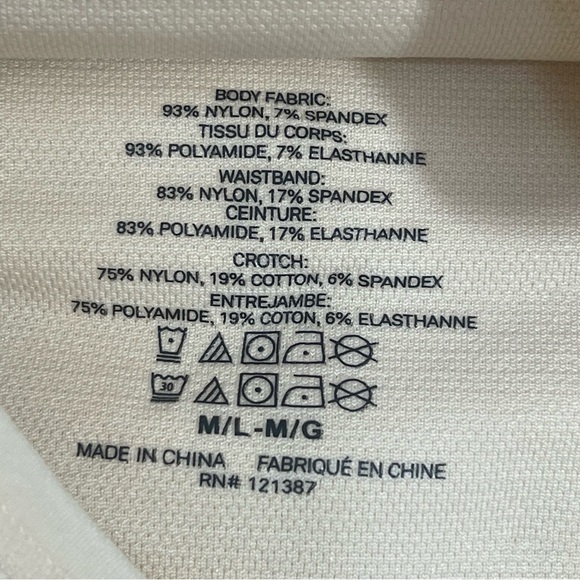 BODY FABRIC:
93% NYLON, 7% SPANDEX
TISSU DU CORPS:
93% POLYAMIDE, 7% ELASTHANNE
WAISTBAND:
83% NYLON, 17% SPANDEX
CEINTURE:
83% POLYAMIDE, 17% ELASTHANNE
CROTCH:
75% NYLON, 19% COTTON, 6% SPANDEX
ENTREJAMBE:
75% POLYAMIDE, 19% COTON, 6% ELASTHANNE
30
M/L-M/G
MADE IN CHINA FABRIQUÉ EN CHINE
RN# 121387